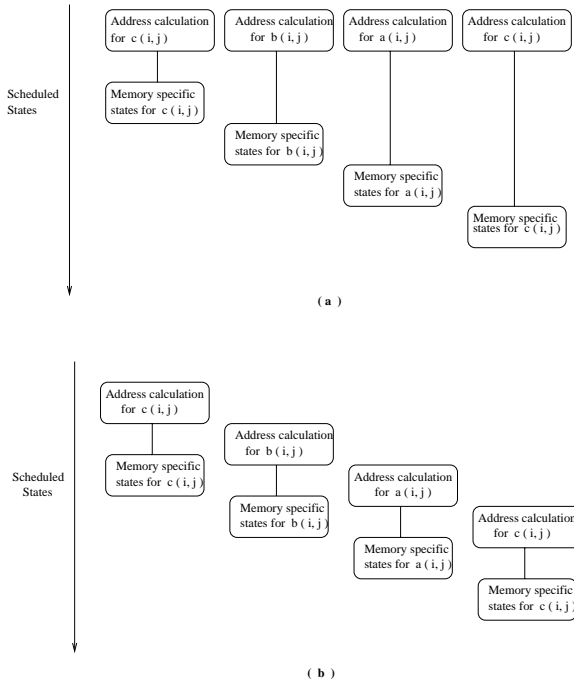 Address calculation
for c ( i, j )
Address calculation
for b ( i, j )
Address calculation
for a ( i, j )
Address calculation
for c ( i, j )
Scheduled
States
Memory specific
states for c ( i, j )
Memory specific
states for b ( i, j )
Memory specific
states for a ( i, j )
Memory specific
states for c ( i, j )
( a )
Address calculation
for c ( i, j )
Address calculation
for b ( i, j )
Scheduled
States
Memory specific
states for c ( i, j )
Address calculation
for a ( i, j )
Memory specific
states for b ( i, j )
Address calculation
for c ( i, j )
Memory specific
states for a ( i, j )
Memory specific
states for c ( i, j )
( b )